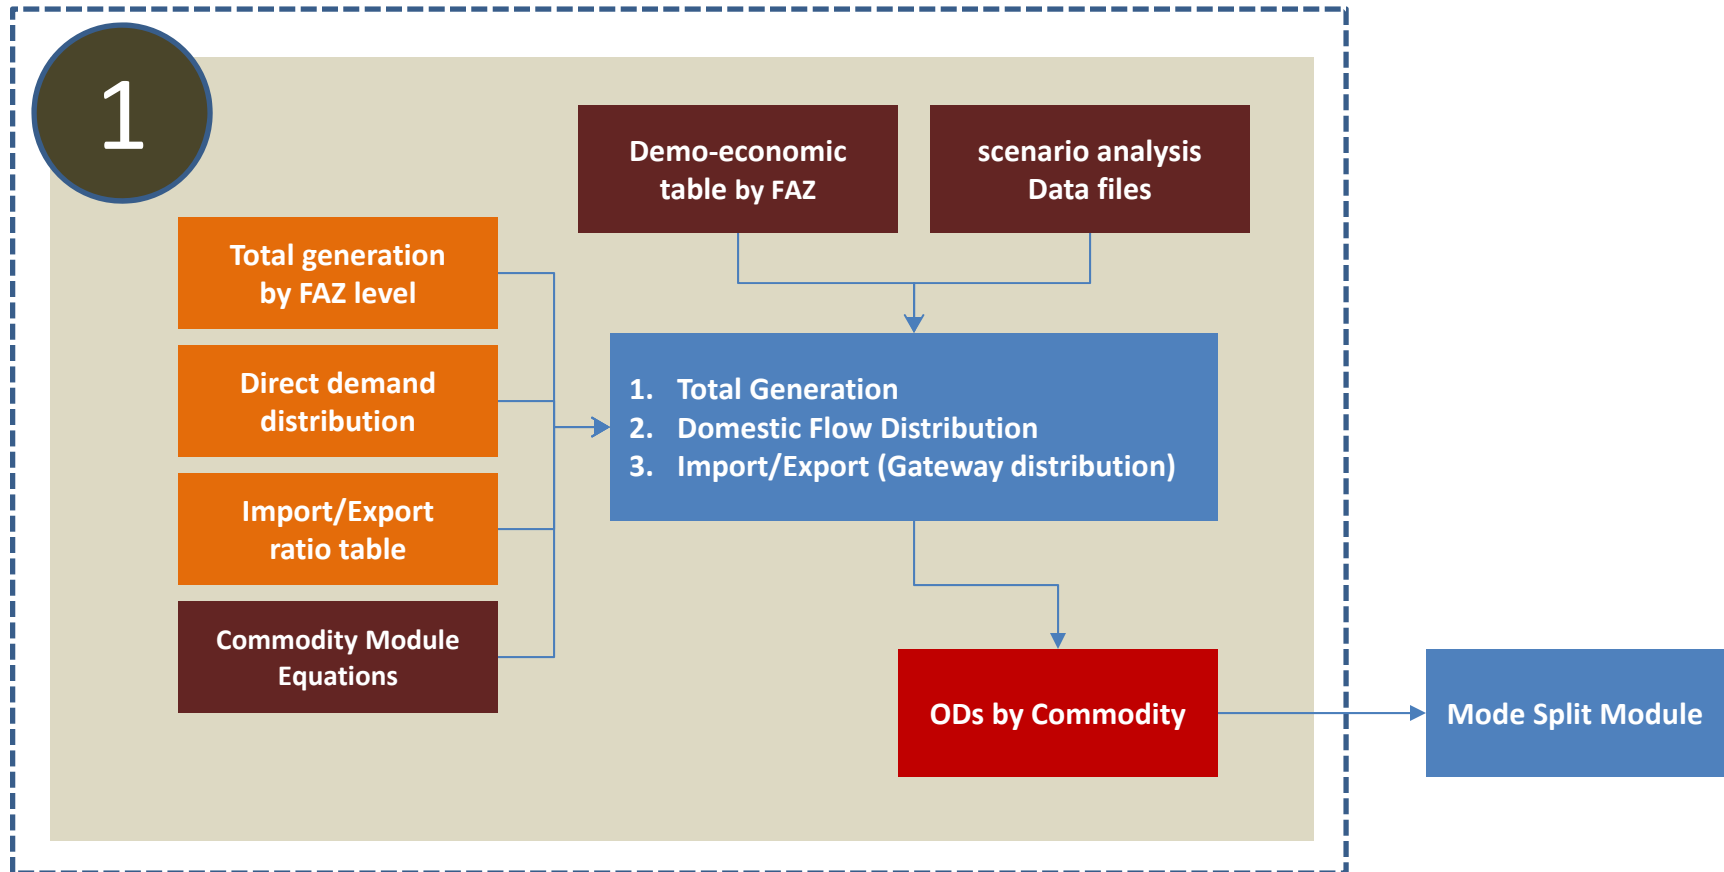 1
Demo-economic
table by FAZ
scenario analysis
Data files
Total generation
by FAZ level
Direct demand
distribution
Import/Export
ratio table
Commodity Module
Equations
1. Total Generation
2. Domestic Flow Distribution
3. Import/Export (Gateway distribution)
ODs by Commodity
Mode Split Module